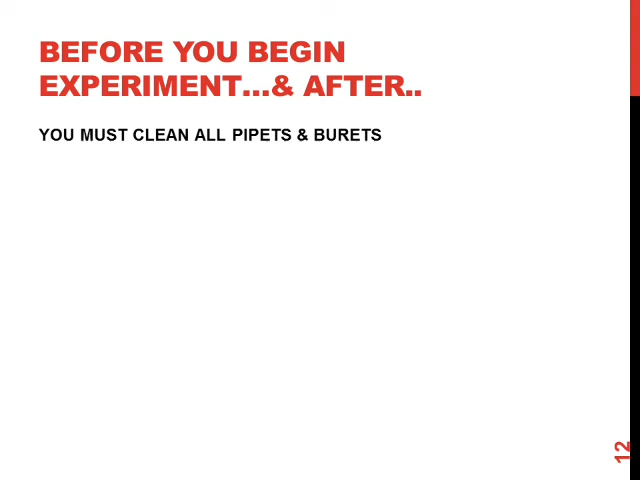 BEFORE YOU BEGIN
EXPERIMENT...& AFTER..
YOU MUST CLEAN ALL PIPETS & BURETS
12